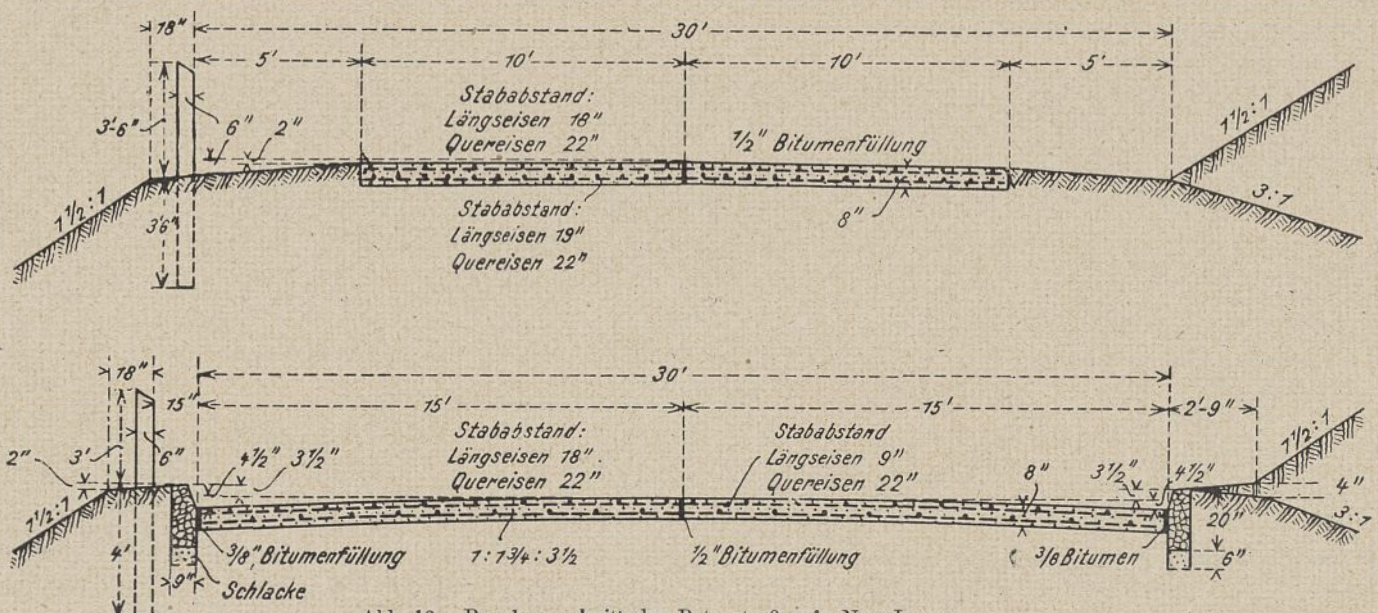 18"
30'
5'
10'
10'
5'
Stababstand:
Längseisen 18"
Quereisen 22"
3'-6"
6"
2"
1/2" Bitumenfüllung
1 1/2:1
1 1/2:1
3:1
3'6"
8"
Stababstand:
Längseisen 19"
Quereisen 22"
18"
30'
15"
15'
15'
2'-9"
Stababstand:
Längseisen 18"
Quereisen 22"
Stababstand
Längseisen 9"
Quereisen 22"
2"
3'
6"
4 1/2"
3 1/2"
8"
3 1/2"
4 1/2"
1 1/2:1
4"
1 1/2:1
20"
3:1
4'
3/8" Bitumenfüllung
1:1 3/4:3 1/2
1/2" Bitumenfüllung
3/8 Bitumen
6"
9"
Schlacke